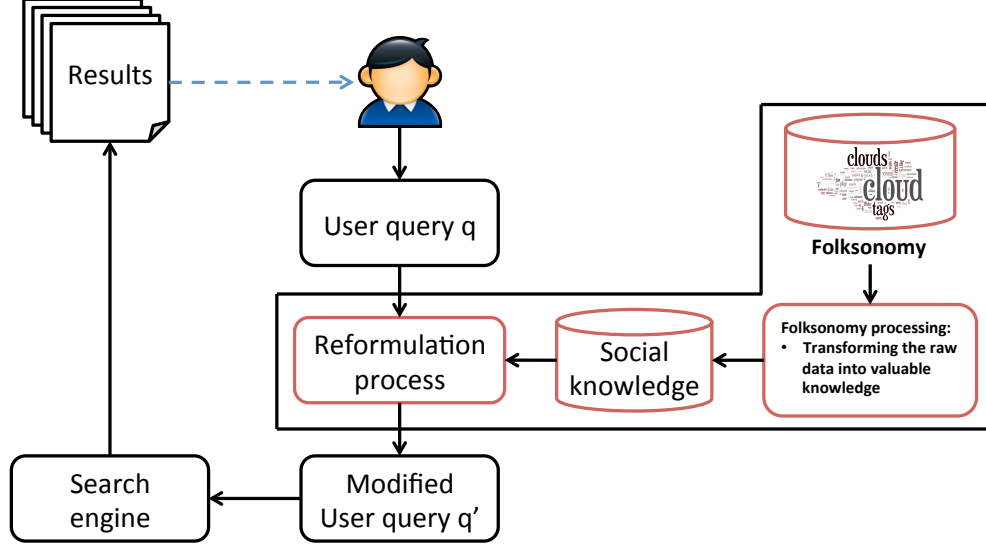 Results
clouds
cloud
tags
User query q
Folksonomy
Reformulation
process
Social
knowledge
Folksonomy processing:
• Transforming the raw
data into valuable
knowledge
Search
engine
Modified
User query q’